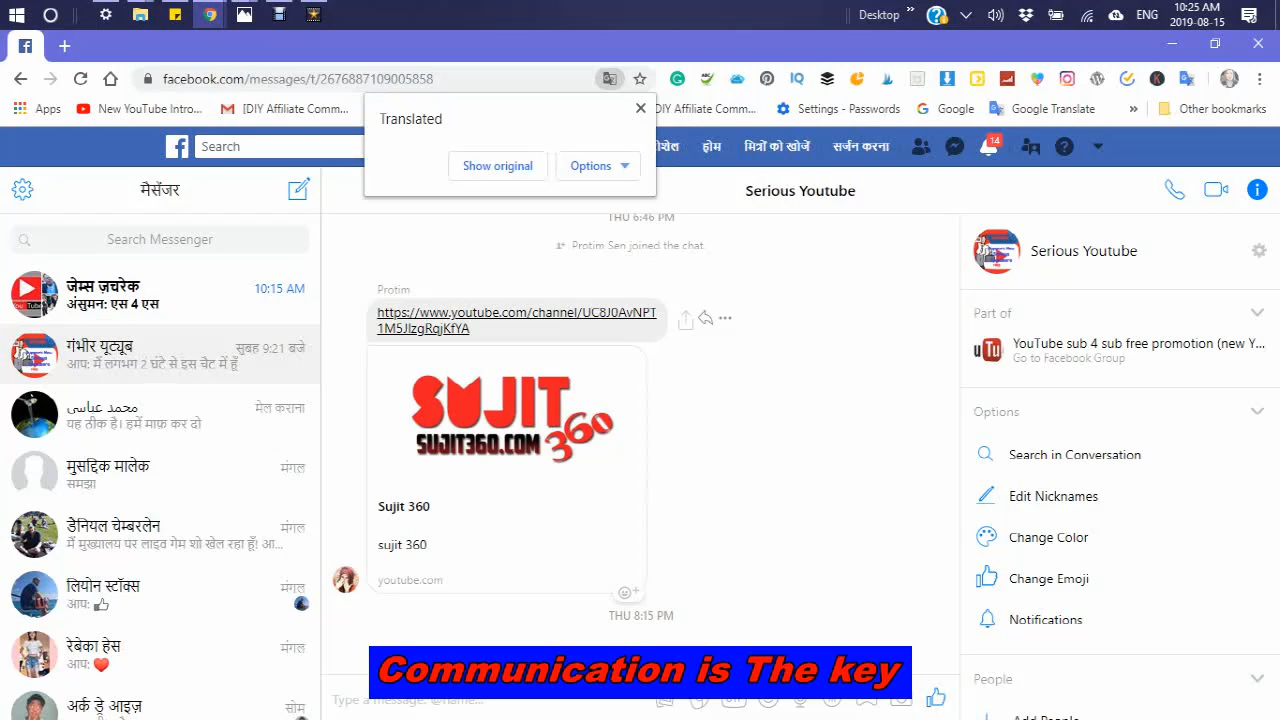 Desktop
ENG
10:25 AM
2019-08-15
facebook.com/messages/t/2676887109005858
Apps
New YouTube Intro...
[DIY Affiliate Comm...
DIY Affiliate Comm...
Settings - Passwords
Google
Google Translate
Other bookmarks
Translated
Show original
Options
Search
होम
मित्रों को खोजें
सर्जन करना
14
मैसेंजर
Serious Youtube
Search Messenger
जेम्स ज़चरेक
10:15 AM
अंसुमन: एस 4 एस
गंभीर यूट्यूब
सुबह 9:21 बजे
आप: मैं लगभग 2 घंटे से इस चैट में हूँ
محمد عباسی
मेल कराना
यह ठीक है। हमें माफ़ कर दो
मुसद्दिक मालेक
मंगल
समझा
डेनियल चेम्बरलेन
मंगल
मैं मुख्यालय पर लाइव गेम शो खेल रहा हूँ! आ...
लियोन स्टॉक्स
मंगल
आप:
रेबेका हेस
मंगल
आप:
अर्क ड्रे आइज़
सोम
THU 6:46 PM
Protim Sen joined the chat.
Protim
https://www.youtube.com/channel/UC8J0AvNPT
1M5JIzgRqjKfYA
SUJIT
360
SUJIT360.COM
Sujit 360
sujit 360
youtube.com
THU 8:15 PM
Communication is The key
Type a message, @name...
Serious Youtube
Part of
YouTube sub 4 sub free promotion (new Y...
Go to Facebook Group
Options
Search in Conversation
Edit Nicknames
Change Color
Change Emoji
Notifications
People